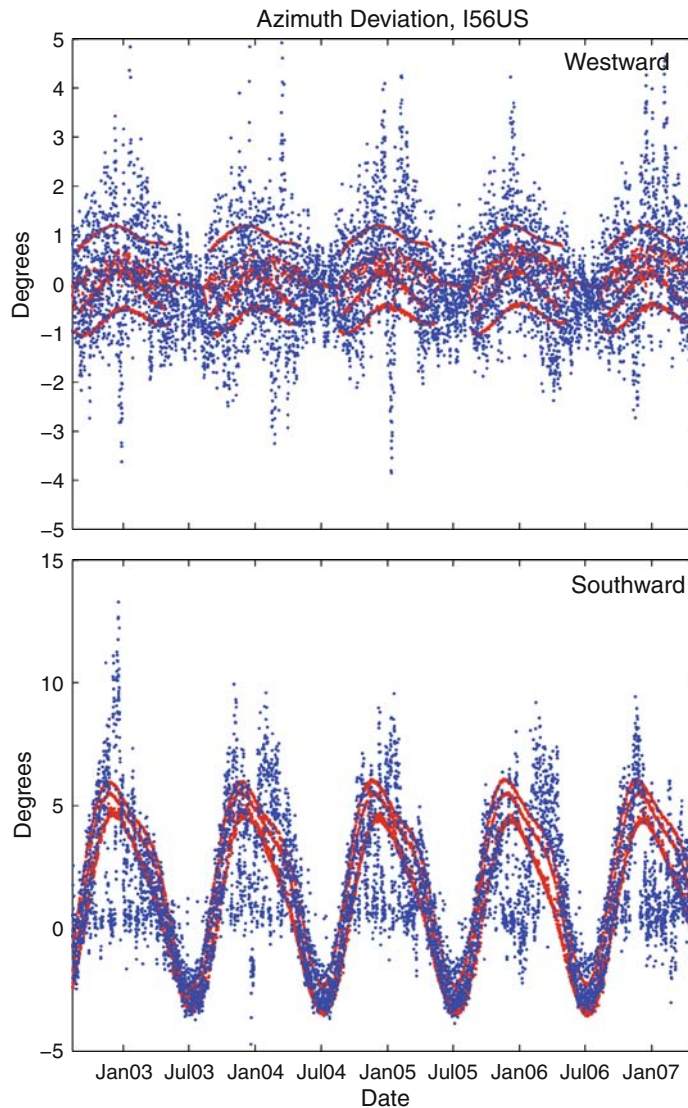 Azimuth Deviation, I56US
Westward
5
4
3
2
1
0
−1
−2
−3
−4
−5
Degrees
Southward
15
10
5
0
−5
Degrees
Jan03 Jul03 Jan04 Jul04 Jan05 Jul05 Jan06 Jul06 Jan07
Date